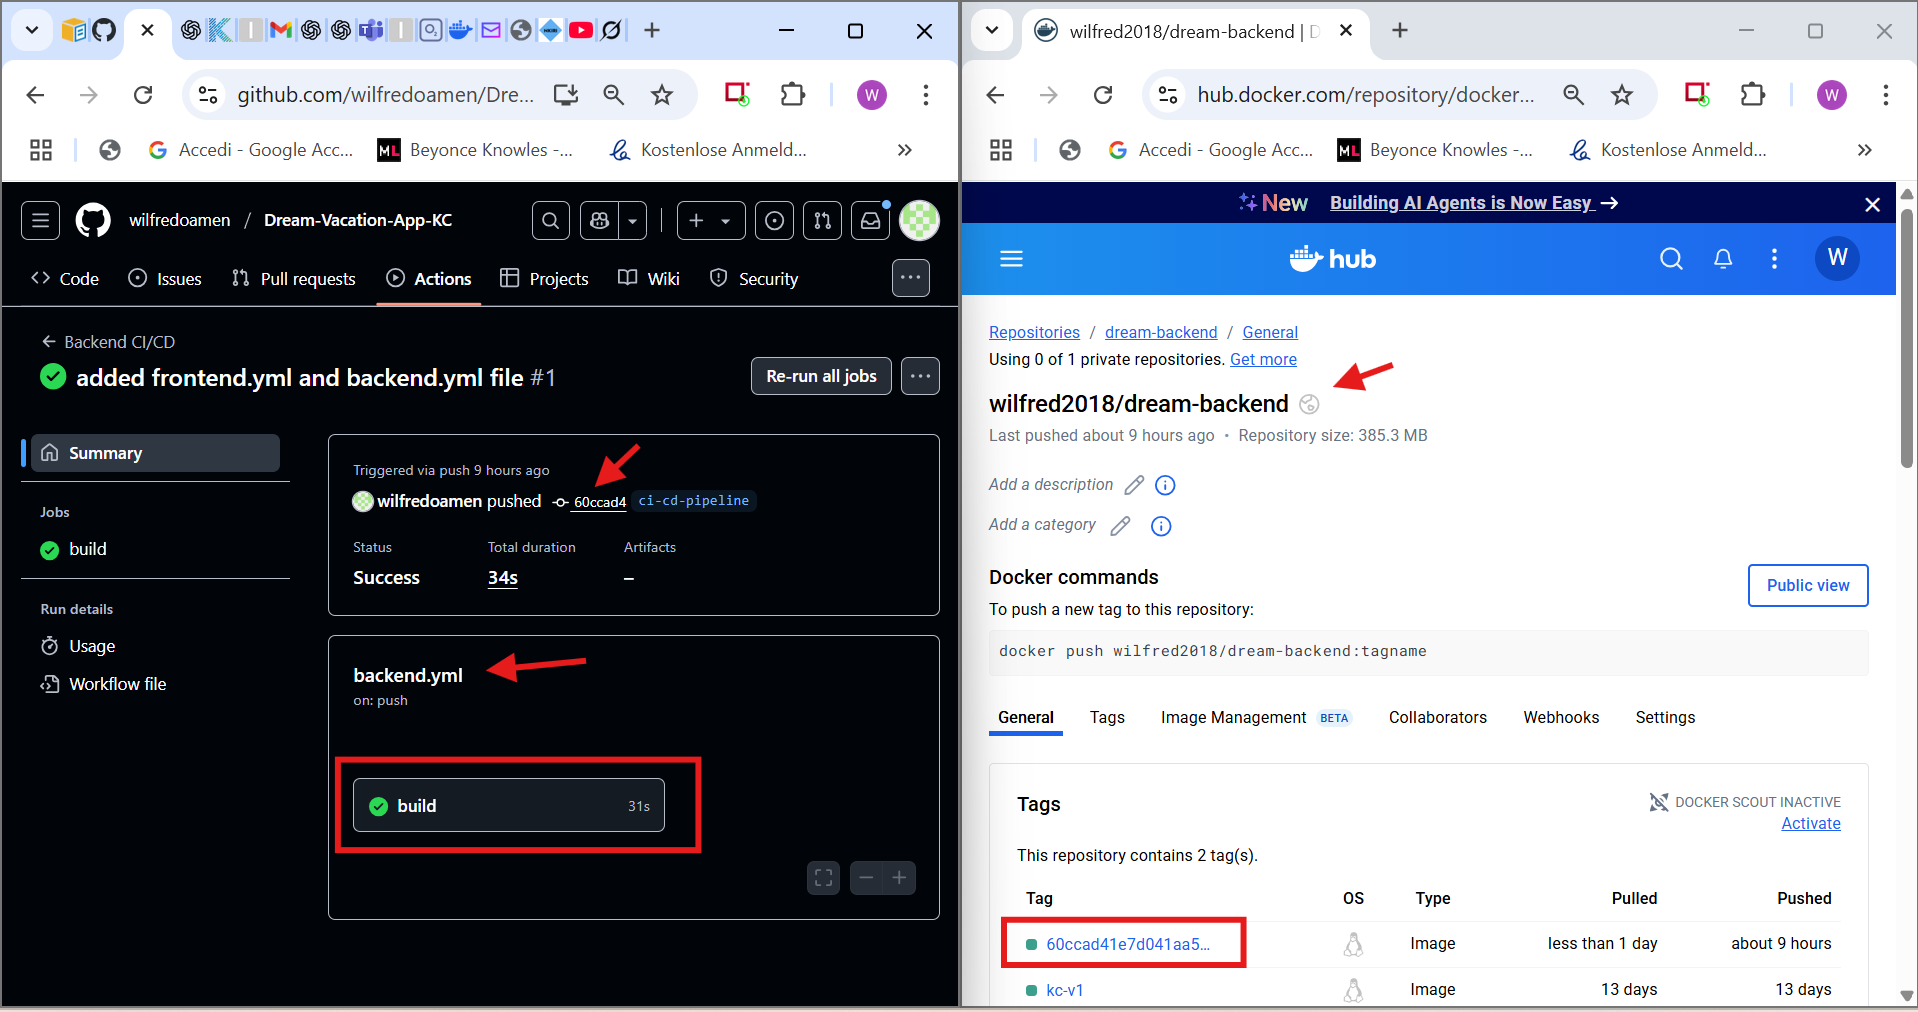 github.com/wilfredoamen/Dre...
W
Accedi - Google Acc...
ML
Beyonce Knowles -...
Kostenlose Anmeld...
wilfredoamen / Dream-Vacation-App-KC
Code
Issues
Pull requests
Actions
Projects
Wiki
Security
Backend CI/CD
added frontend.yml and backend.yml file #1
Re-run all jobs
Summary
Jobs
build
Run details
Usage
Workflow file
Triggered via push 9 hours ago
wilfredoamen pushed 60ccad4 ci-cd-pipeline
Status Total duration Artifacts
Success 34s –
backend.yml
on: push
build 31s
wilfred2018/dream-backend | D
hub.docker.com/repository/docker...
W
Accedi - Google Acc...
ML
Beyonce Knowles -...
Kostenlose Anmeld...
New Building AI Agents is Now Easy →
hub
W
Repositories / dream-backend / General
Using 0 of 1 private repositories. Get more
wilfred2018/dream-backend
Last pushed about 9 hours ago • Repository size: 385.3 MB
Add a description
Add a category
Docker commands
Public view
To push a new tag to this repository:
docker push wilfred2018/dream-backend:tagname
General Tags Image Management BETA Collaborators Webhooks Settings
Tags
DOCKER SCOUT INACTIVE
Activate
This repository contains 2 tag(s).
Tag OS Type Pulled Pushed
60ccad41e7d041aa5... Image less than 1 day about 9 hours
kc-v1 Image 13 days 13 days